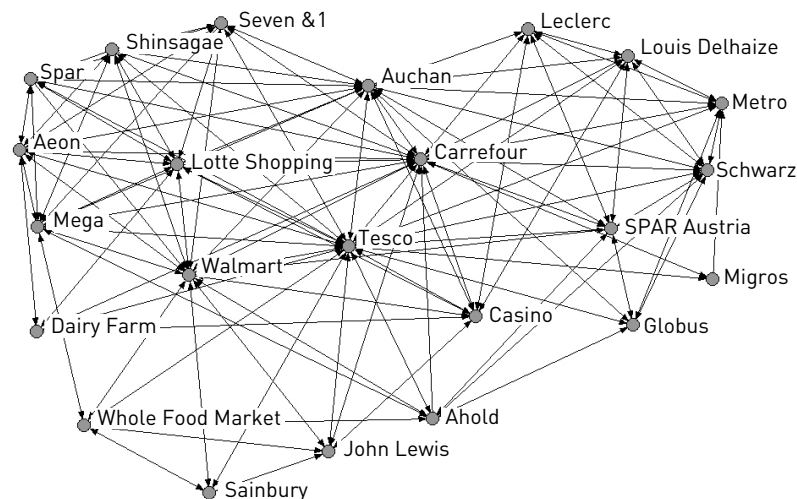 Seven &1
Leclerc
Shinsagae
Louis Delhaize
Spar
Auchan
Metro
Aeon
Lotte Shopping
Carrefour
Schwarz
Mega
Tesco
SPAR Austria
Walmart
Migros
Dairy Farm
Casino
Globus
Whole Food Market
Ahold
John Lewis
Sainbury